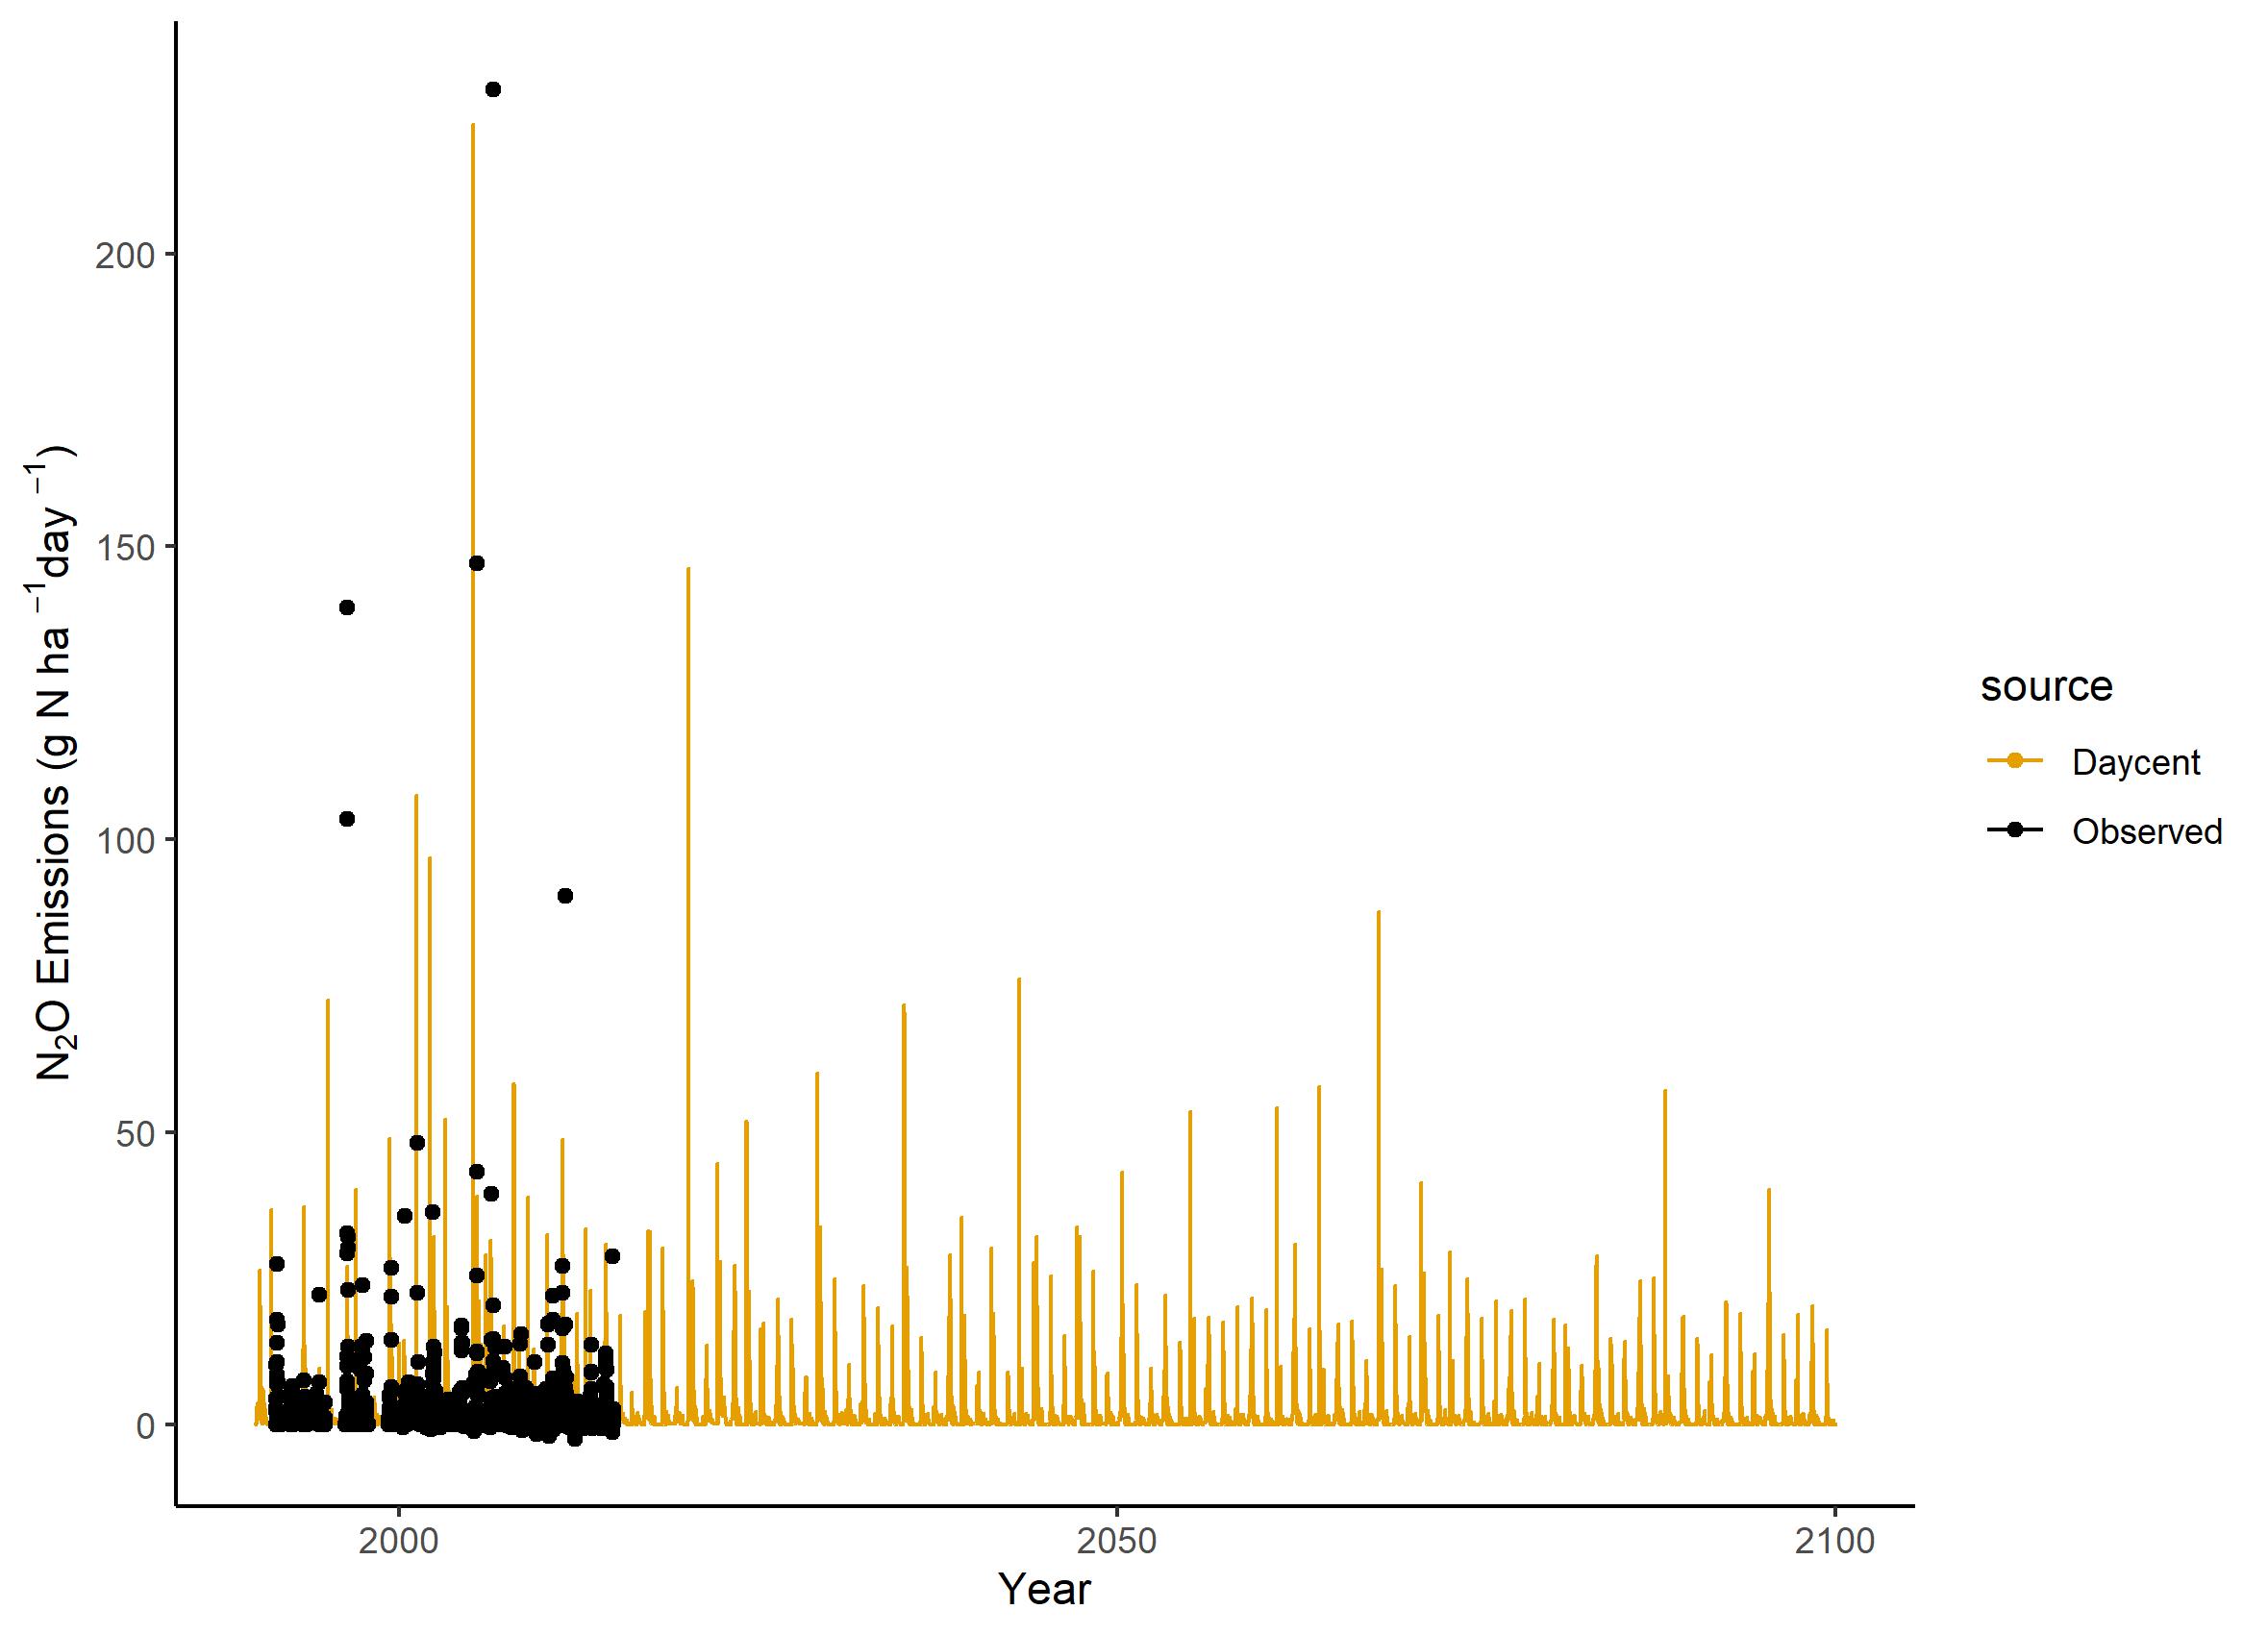 N₂O Emissions (g N ha ⁻¹day ⁻¹)
200
150
100
50
0
2000
2050
2100
Year
source
Daycent
Observed